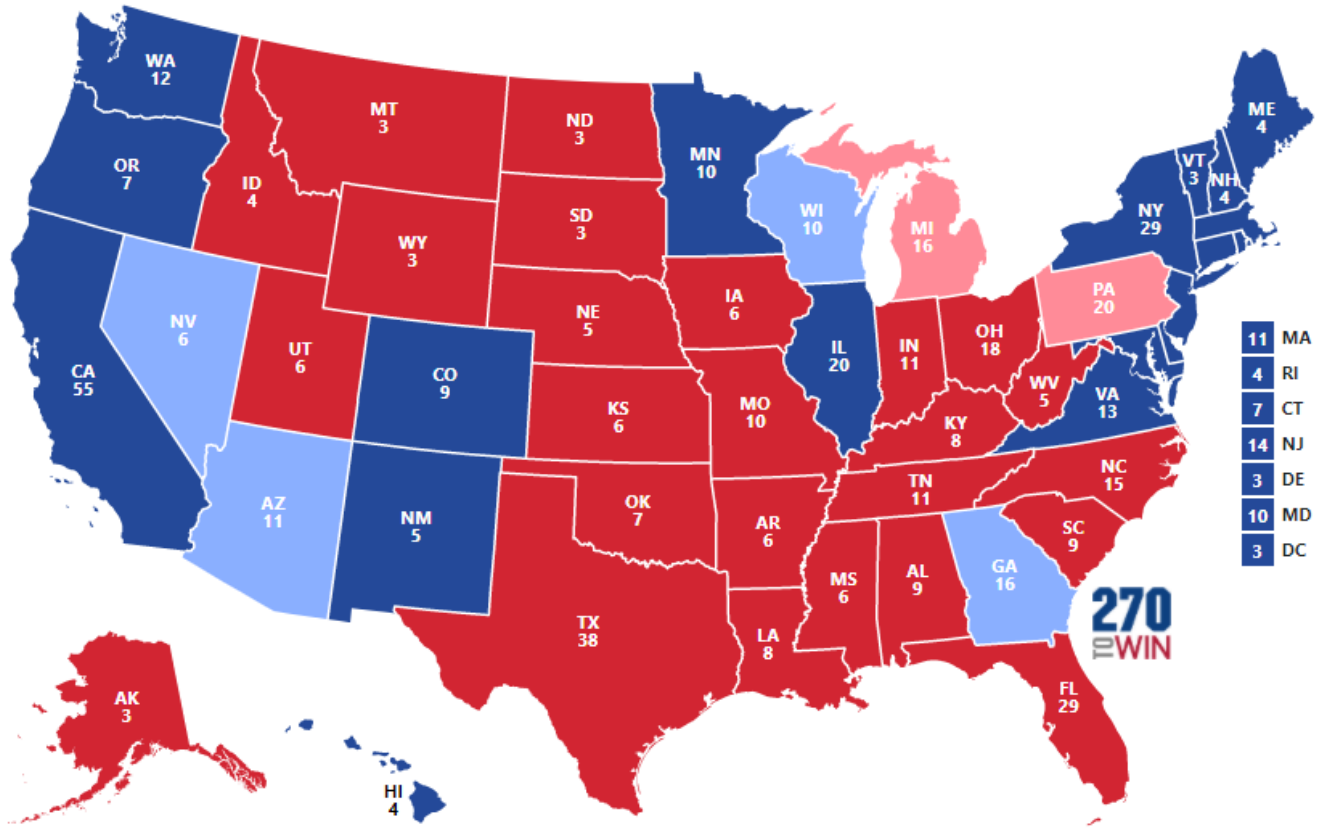 WA
12
MT
3
ND
3
MN
10
ME
4
OR
7
ID
4
VT
3
NH
4
SD
3
WI
10
NY
29
MI
16
WY
3
IA
6
PA
20
NE
5
NV
6
UT
6
CO
9
IL
20
IN
11
OH
18
11 MA
CA
55
WV
5
VA
13
4 RI
KS
6
MO
10
KY
8
7 CT
14 NJ
NC
15
TN
11
3 DE
AZ
11
NM
5
OK
7
AR
6
SC
9
10 MD
3 DC
MS
6
AL
9
GA
16
270
TO WIN
TX
38
LA
8
FL
29
AK
3
HI
4